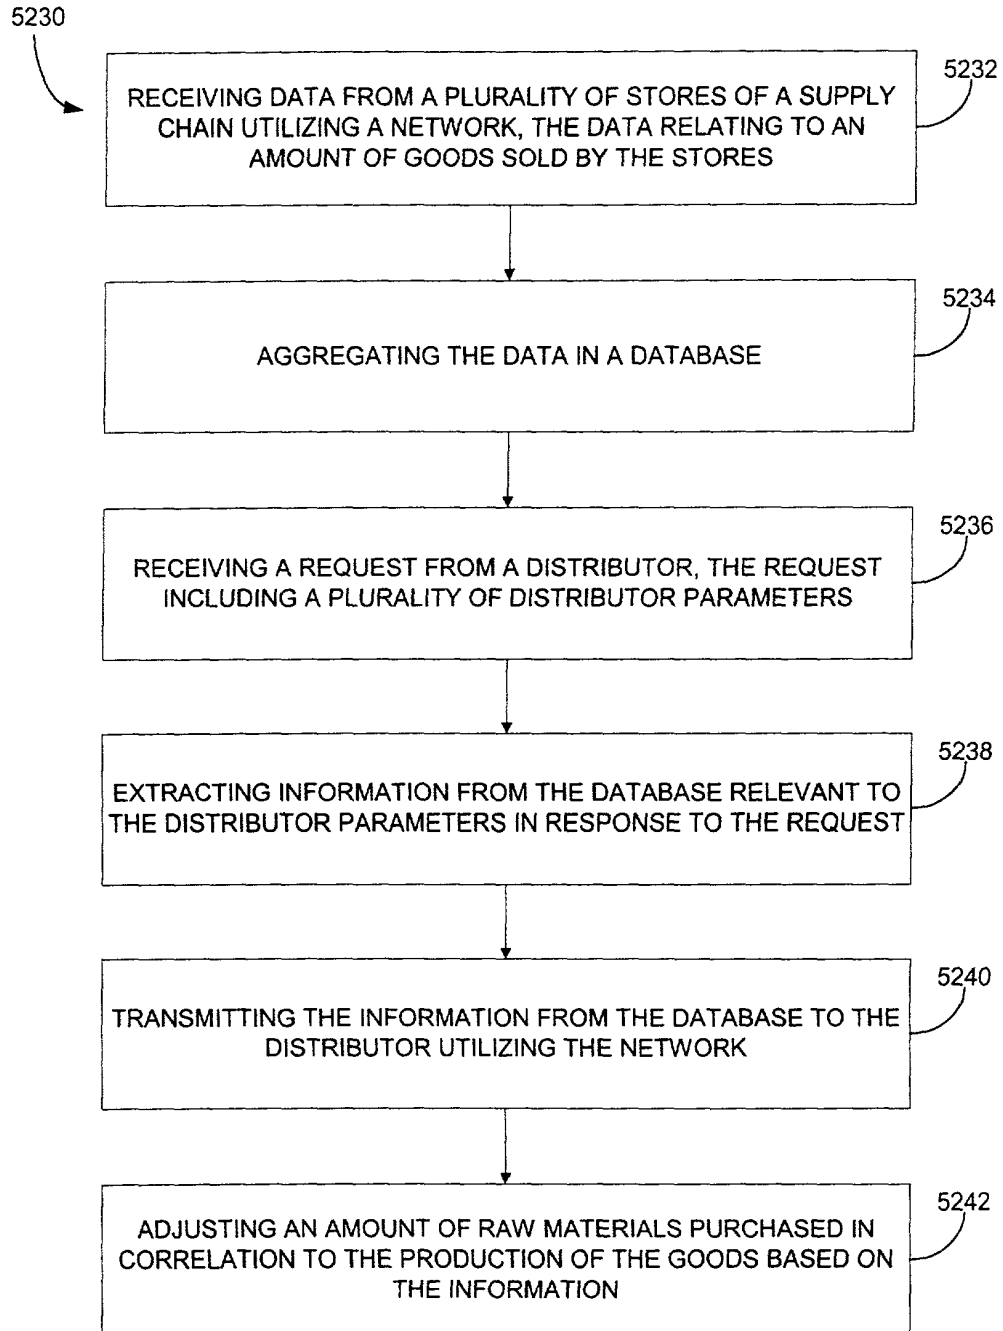 5230
5232
RECEIVING DATA FROM A PLURALITY OF STORES OF A SUPPLY
CHAIN UTILIZING A NETWORK, THE DATA RELATING TO AN
AMOUNT OF GOODS SOLD BY THE STORES
5234
AGGREGATING THE DATA IN A DATABASE
5236
RECEIVING A REQUEST FROM A DISTRIBUTOR, THE REQUEST
INCLUDING A PLURALITY OF DISTRIBUTOR PARAMETERS
5238
EXTRACTING INFORMATION FROM THE DATABASE RELEVANT TO
THE DISTRIBUTOR PARAMETERS IN RESPONSE TO THE REQUEST
5240
TRANSMITTING THE INFORMATION FROM THE DATABASE TO THE
DISTRIBUTOR UTILIZING THE NETWORK
5242
ADJUSTING AN AMOUNT OF RAW MATERIALS PURCHASED IN
CORRELATION TO THE PRODUCTION OF THE GOODS BASED ON
THE INFORMATION